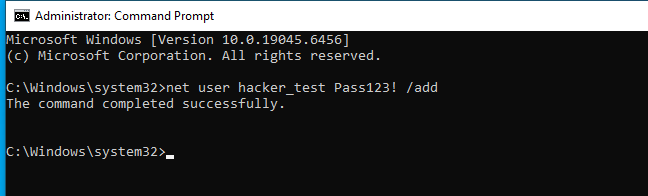 Administrator: Command Prompt
Microsoft Windows [Version 10.0.19045.6456]
(c) Microsoft Corporation. All rights reserved.
C:\Windows\system32>net user hacker_test Pass123! /add
The command completed successfully.
C:\Windows\system32>